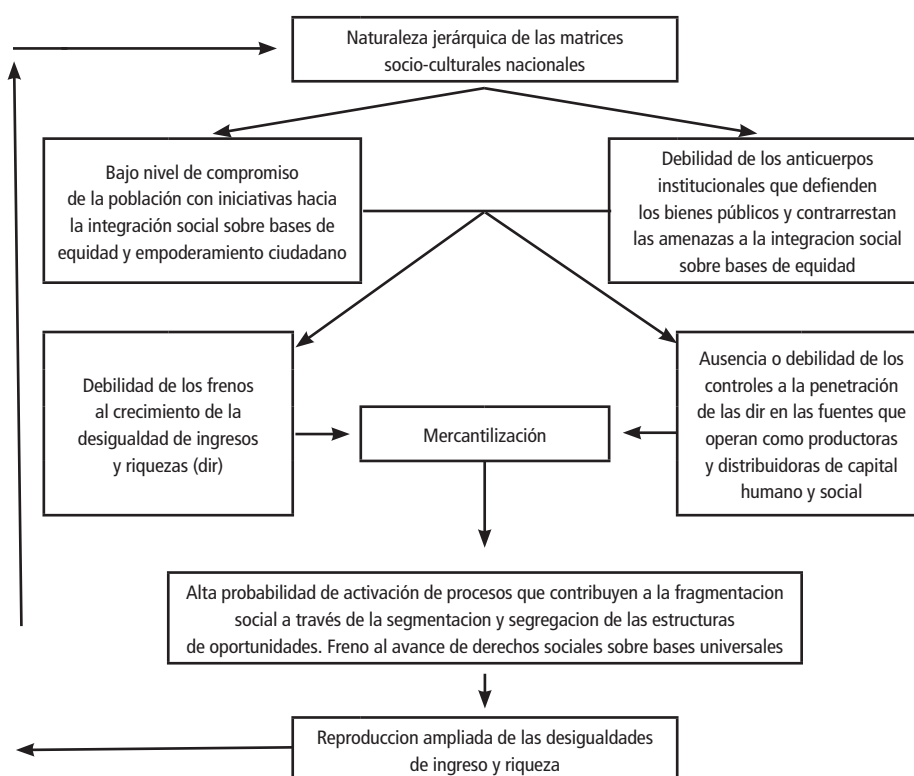 Naturaleza jerárquica de las matrices
socio-culturales nacionales
Bajo nivel de compromiso
de la población con iniciativas hacia
la integración social sobre bases de
equidad y empoderamiento ciudadano
Debilidad de los anticuerpos
institucionales que defienden
los bienes públicos y contrarrestan
las amenazas a la integracion social
sobre bases de equidad
Debilidad de los frenos
al crecimiento de la
desigualdad de ingresos
y riquezas (dir)
Mercantilización
Ausencia o debilidad de los
controles a la penetración
de las dir en las fuentes que
operan como productoras
y distribuidoras de capital
humano y social
Alta probabilidad de activación de procesos que contribuyen a la fragmentacion
social a través de la segmentacion y segregacion de las estructuras
de oportunidades. Freno al avance de derechos sociales sobre bases universales
Reproduccion ampliada de las desigualdades
de ingreso y riqueza